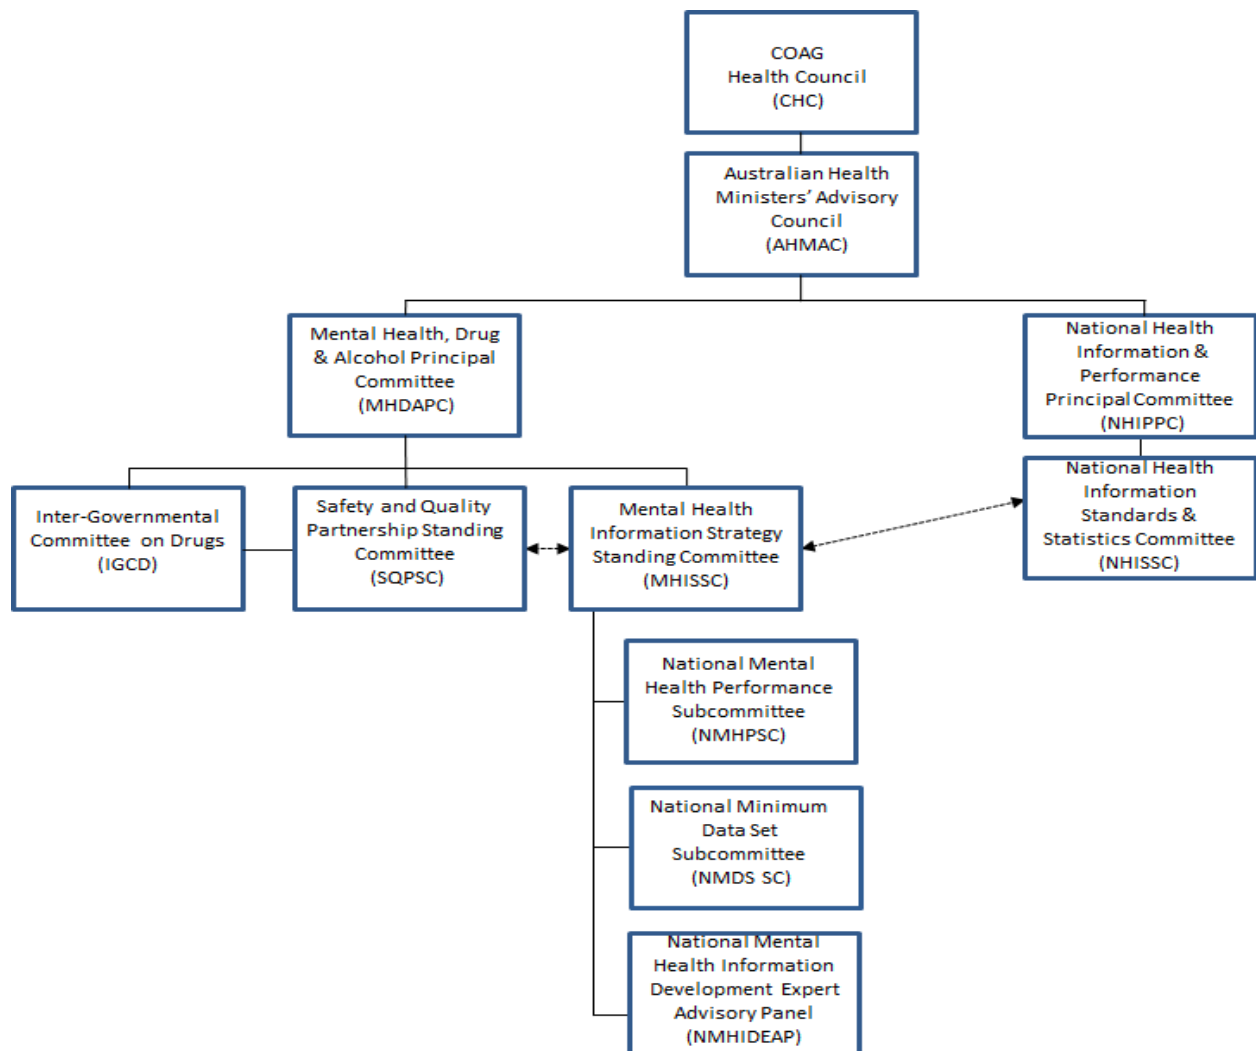 COAG
Health Council
(CHC)
Australian Health
Ministers’ Advisory
Council
(AHMAC)
Mental Health, Drug
& Alcohol Principal
Committee
(MHDAPC)
National Health
Information &
Performance
Principal Committee
(NHIPPC)
Inter-Governmental
Committee on Drugs
(IGCD)
Safety and Quality
Partnership Standing
Committee
(SQPSC)
Mental Health
Information Strategy
Standing Committee
(MHISSC)
National Health
Information
Standards &
Statistics Committee
(NHISSC)
National Mental
Health Performance
Subcommittee
(NMHPSC)
National Minimum
Data Set
Subcommittee
(NMDS SC)
National Mental
Health Information
Development Expert
Advisory Panel
(NMHIDEAP)